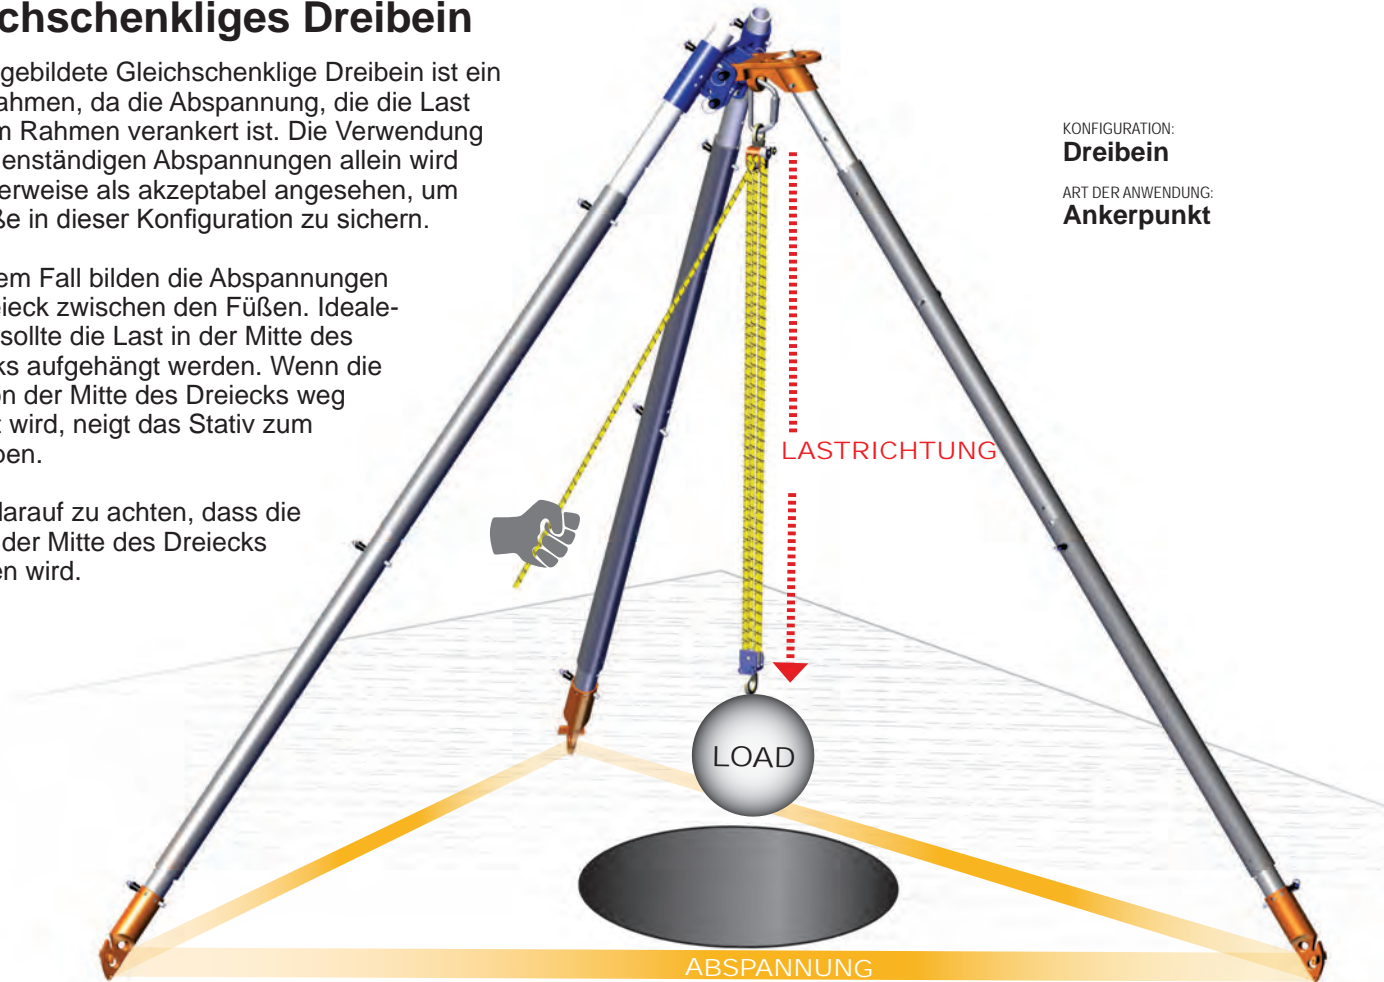 chschenkliges Dreibein
gebildete Gleichschenklige Dreibein ist ein
ahmen, da die Abspannung, die die Last
m Rahmen verankert ist. Die Verwendung
enständigen Abspannungen allein wird
erweise als akzeptabel angesehen, um
ße in dieser Konfiguration zu sichern.
em Fall bilden die Abspannungen
eieck zwischen den Füßen. Ideale-
sollte die Last in der Mitte des
ks aufgehängt werden. Wenn die
on der Mitte des Dreiecks weg
t wird, neigt das Stativ zum
ben.
darauf zu achten, dass die
der Mitte des Dreiecks
en wird.
KONFIGURATION:
Dreibein
ART DER ANWENDUNG:
Ankerpunkt
LASTRICHTUNG
LOAD
ABSPANNUNG